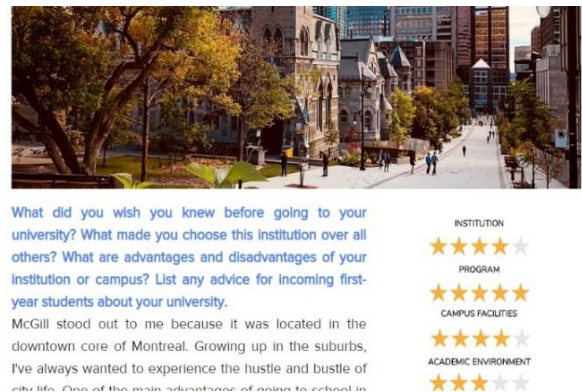 What did you wish you knew before going to your
university? What made you choose this institution over all
others? What are advantages and disadvantages of your
institution or campus? List any advice for incoming first-
year students about your university.
McGill stood out to me because it was located in the
downtown core of Montreal. Growing up in the suburbs,
I've always wanted to experience the hustle and bustle of
city life. One of the main advantages of going to school in
INSTITUTION
PROGRAM
CAMPUS FACILITIES
ACADEMIC ENVIRONMENT